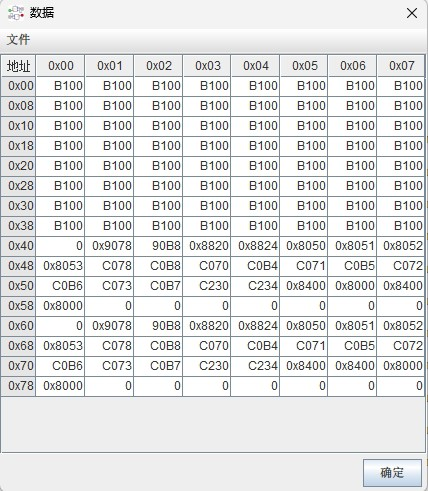 数据
文件
地址 0x00 0x01 0x02 0x03 0x04 0x05 0x06 0x07
0x00 B100 B100 B100 B100 B100 B100 B100 B100
0x08 B100 B100 B100 B100 B100 B100 B100 B100
0x10 B100 B100 B100 B100 B100 B100 B100 B100
0x18 B100 B100 B100 B100 B100 B100 B100 B100
0x20 B100 B100 B100 B100 B100 B100 B100 B100
0x28 B100 B100 B100 B100 B100 B100 B100 B100
0x30 B100 B100 B100 B100 B100 B100 B100 B100
0x38 B100 B100 B100 B100 B100 B100 B100 B100
0x40 0 0x9078 90B8 0x8820 0x8824 0x8050 0x8051 0x8052
0x48 0x8053 C078 C0B8 C070 C0B4 C071 C0B5 C072
0x50 C0B6 C073 C0B7 C230 C234 0x8400 0x8000 0x8400
0x58 0x8000 0 0 0 0 0 0 0
0x60 0 0x9078 90B8 0x8820 0x8824 0x8050 0x8051 0x8052
0x68 0x8053 C078 C0B8 C070 C0B4 C071 C0B5 C072
0x70 C0B6 C073 C0B7 C230 C234 0x8400 0x8400 0x8000
0x78 0x8000 0 0 0 0 0 0 0
确定